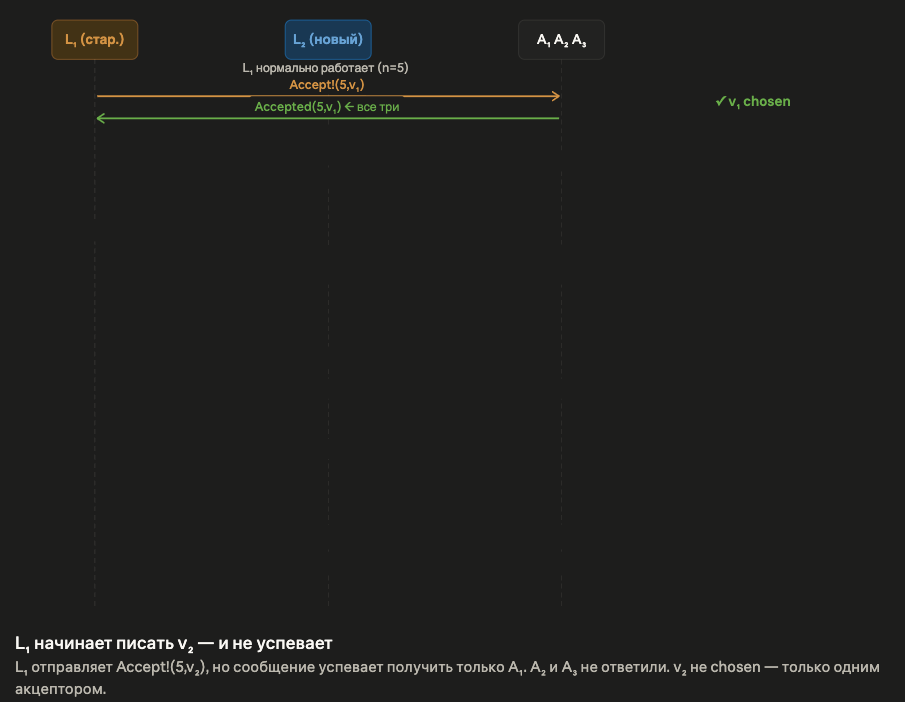 L₁ (стар.)
L₂ (новый)
A₁ A₂ A₃
L₁ нормально работает (n=5)
Accept!(5,v₁)
✓ v₁ chosen
Accepted(5,v₁) ← все три
L₁ начинает писать v₂ — и не успевает
L₁ отправляет Accept!(5,v₂), но сообщение успевает получить только A₁. A₂ и A₃ не ответили. v₂ не chosen — только одним
акцептором.